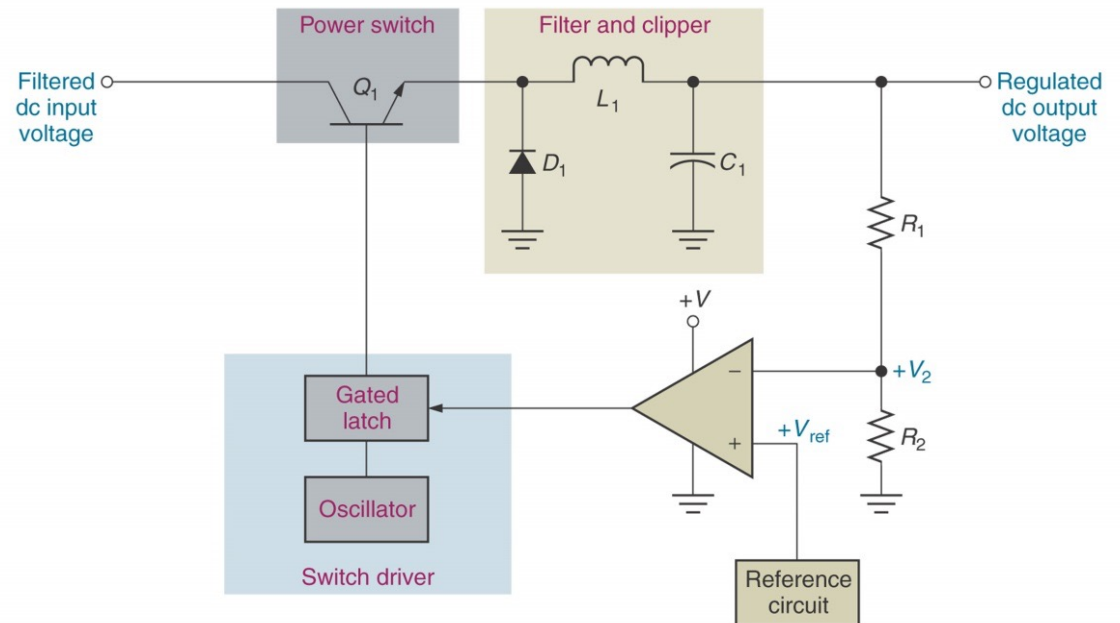 Power switch
Filter and clipper
Filtered
dc input
voltage
Q1
L1
Regulated
dc output
voltage
D1
C1
R1
+V
−
+V2
Gated
latch
+
+Vref
R2
Oscillator
Switch driver
Reference
circuit